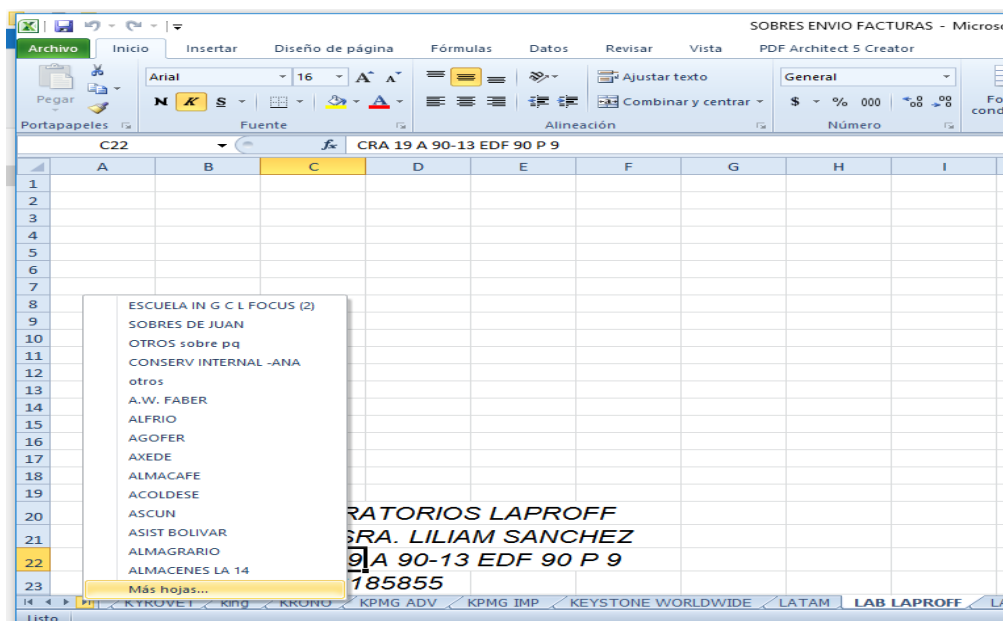 SOBRES ENVIO FACTURAS - Micros
Archivo Inicio Insertar Diseño de página Fórmulas Datos Revisar Vista PDF Architect 5 Creator
Arial 16 A A Ajustar texto General
Pegar N K S A Combinar y centrar $ % 000 Fo
cond
Portapapeles Fuente Alineación Número
C22 fx CRA 19 A 90-13 EDF 90 P 9
A B C D E F G H I
1
2
3
4
5
6
7
8 ESCUELA IN G C L FOCUS (2)
9 SOBRES DE JUAN
10 OTROS sobre pq
11 CONSERV INTERNAL -ANA
12 otros
13 A.W. FABER
14 ALFRIO
15 AGOFER
16
17 AXEDE
18 ALMACAFE
19 ACOLDESE
20 ASCUN RATORIOS LAPROFF
21 ASIST BOLIVAR SRA. LILIAM SANCHEZ
22 ALMAGRARIO 9 A 90-13 EDF 90 P 9
ALMACENES LA 14
23 Más hojas... 185855
KYROVET king KRONO KPMG ADV KPMG IMP KEYSTONE WORLDWIDE LATAM LAB LAPROFF LA
Listo